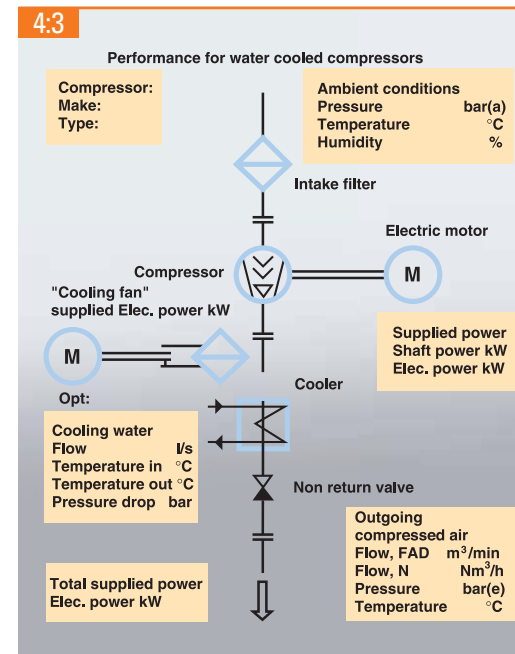 4:3
Performance for water cooled compressors
Compressor:
Make:
Type:
Ambient conditions
Pressure bar(a)
Temperature °C
Humidity %
Intake filter
Electric motor
Compressor
M
"Cooling fan"
supplied Elec. power kW
M
Supplied power
Shaft power kW
Elec. power kW
Cooler
Opt:
Cooling water
Flow l/s
Temperature in °C
Temperature out °C
Pressure drop bar
Non return valve
Outgoing
compressed air
Flow, FAD m³/min
Flow, N Nm³/h
Pressure bar(e)
Temperature °C
Total supplied power
Elec. power kW